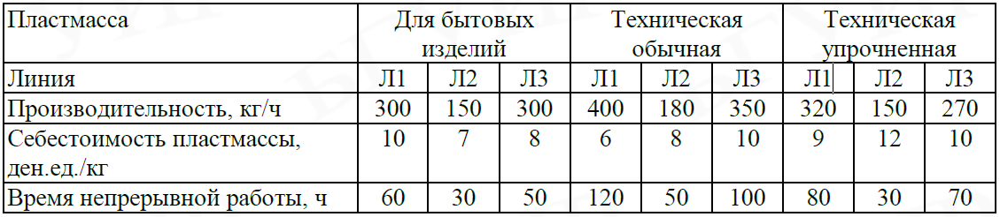 Пластмасса Для бытовых изделий Техническая обычная Техническая упрочненная
Линия Л1 Л2 Л3 Л1 Л2 Л3 Л1 Л2 Л3
Производительность, кг/ч 300 150 300 400 180 350 320 150 270
Себестоимость пластмассы, ден.ед./кг 10 7 8 6 8 10 9 12 10
Время непрерывной работы, ч 60 30 50 120 50 100 80 30 70